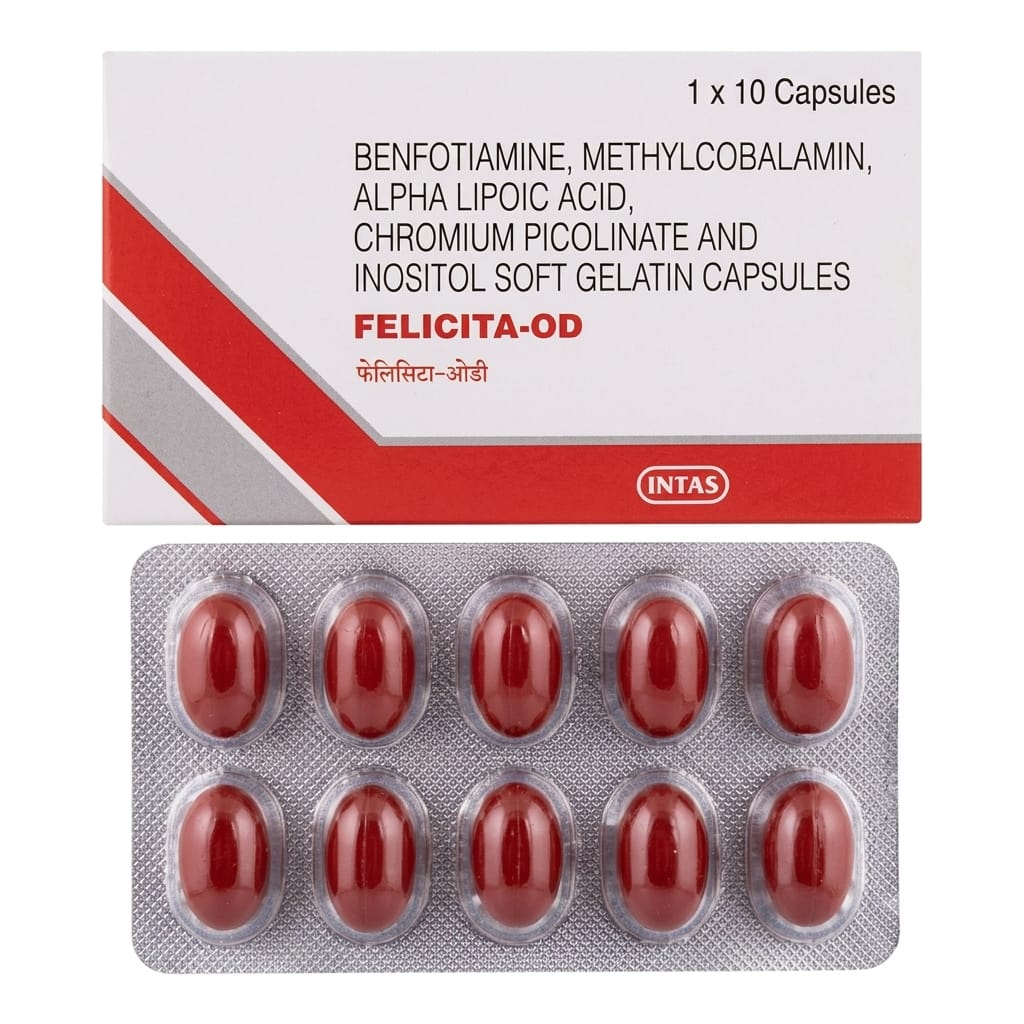 1 x 10 Capsules
BENFOTIAMINE, METHYLCOBALAMIN,
ALPHA LIPOIC ACID,
CHROMIUM PICOLINATE AND
INOSITOL SOFT GELATIN CAPSULES
FELICITA-OD
फेलिसिटा-ओडी
INTAS